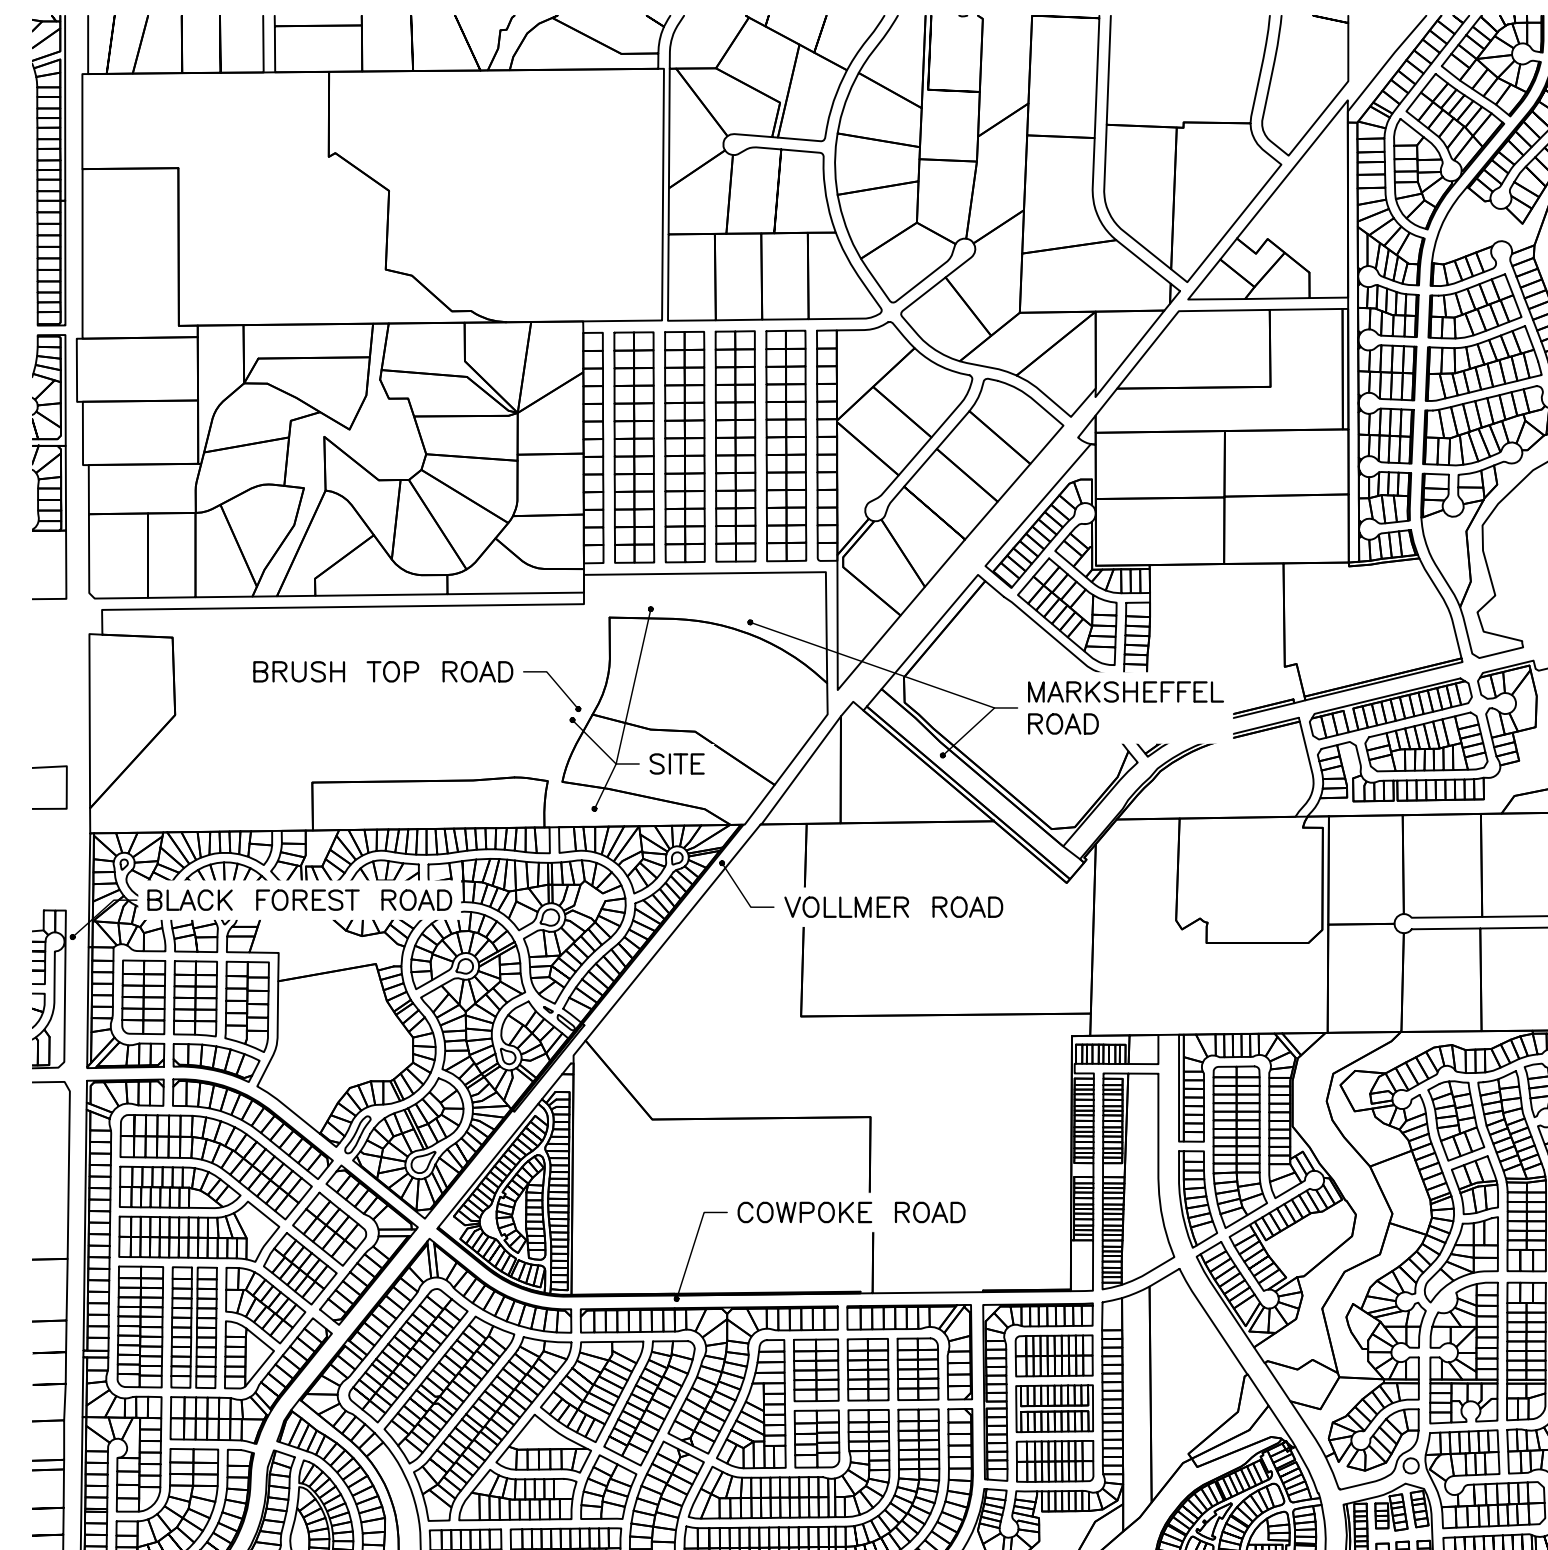 BRUSH TOP ROAD
MARKSHEFFEL
ROAD
SITE
BLACK FOREST ROAD
VOLLMER ROAD
COWPOKE ROAD